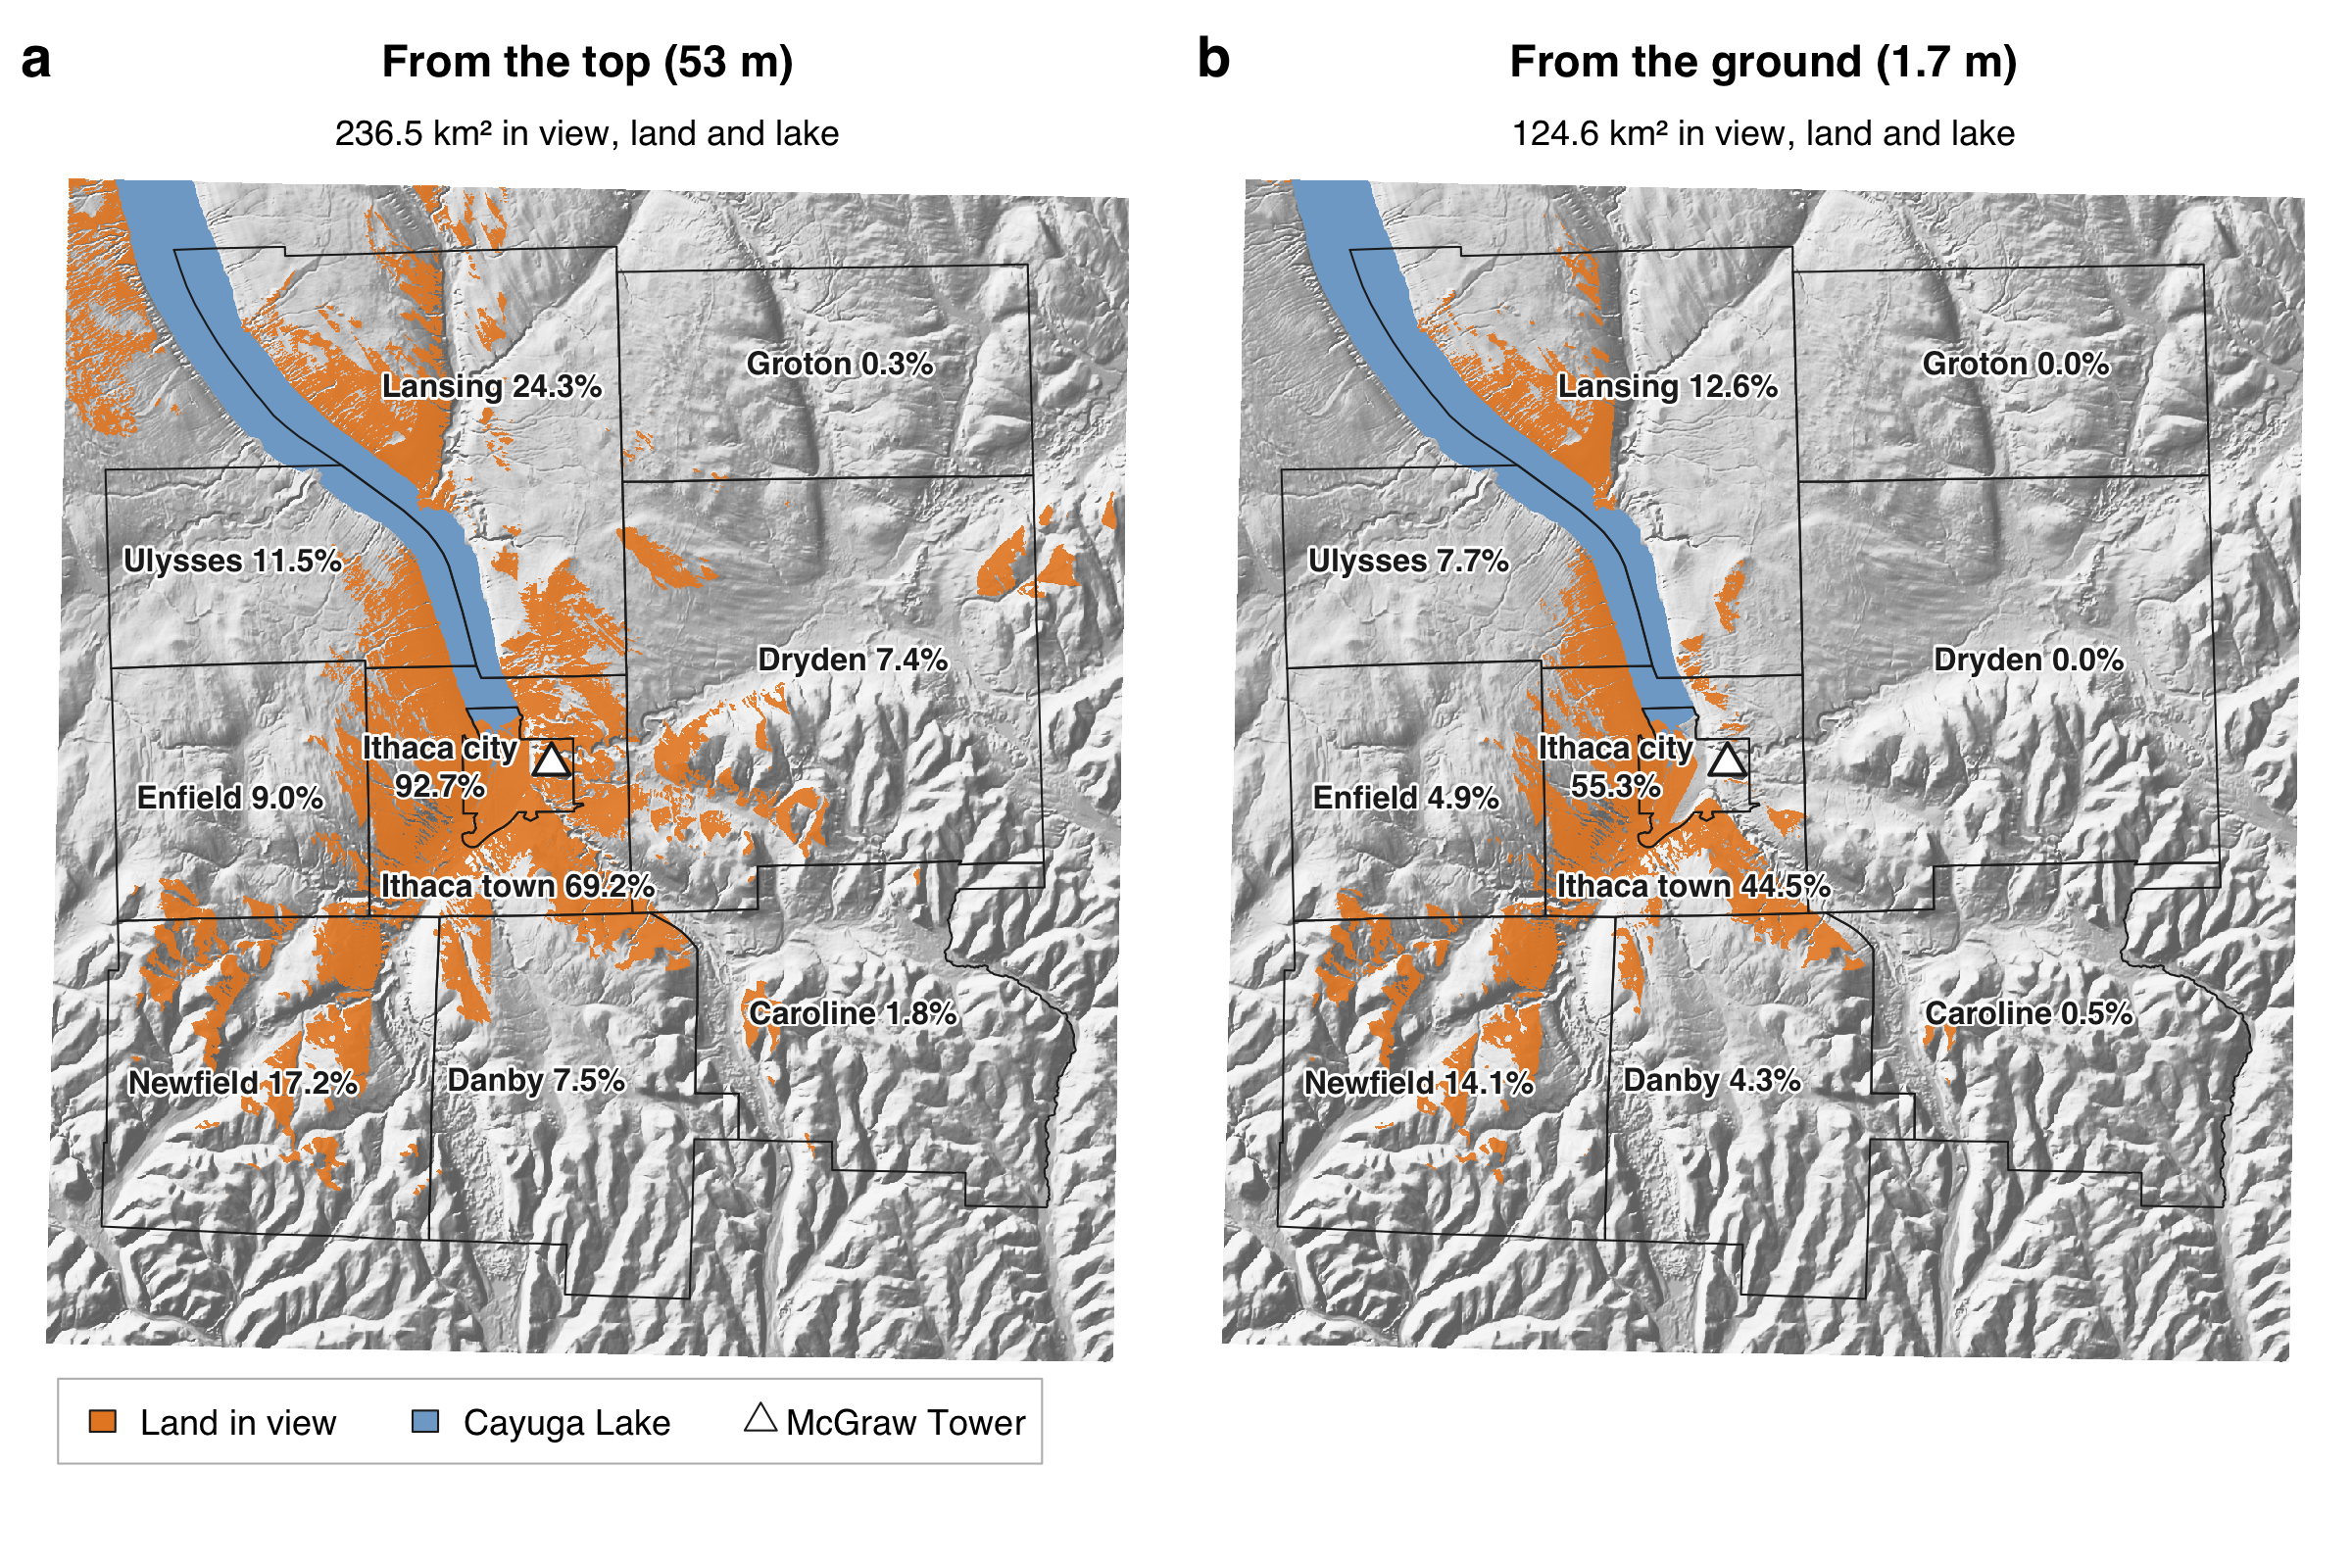 a
From the top (53 m)
236.5 km² in view, land and lake
Groton 0.3%
Lansing 24.3%
Ulysses 11.5%
Dryden 7.4%
Ithaca city
92.7%
Enfield 9.0%
Ithaca town 69.2%
Caroline 1.8%
Newfield 17.2%
Danby 7.5%
b
From the ground (1.7 m)
124.6 km² in view, land and lake
Groton 0.0%
Lansing 12.6%
Ulysses 7.7%
Dryden 0.0%
Ithaca city
55.3%
Enfield 4.9%
Ithaca town 44.5%
Caroline 0.5%
Newfield 14.1%
Danby 4.3%
Land in view
Cayuga Lake
McGraw Tower